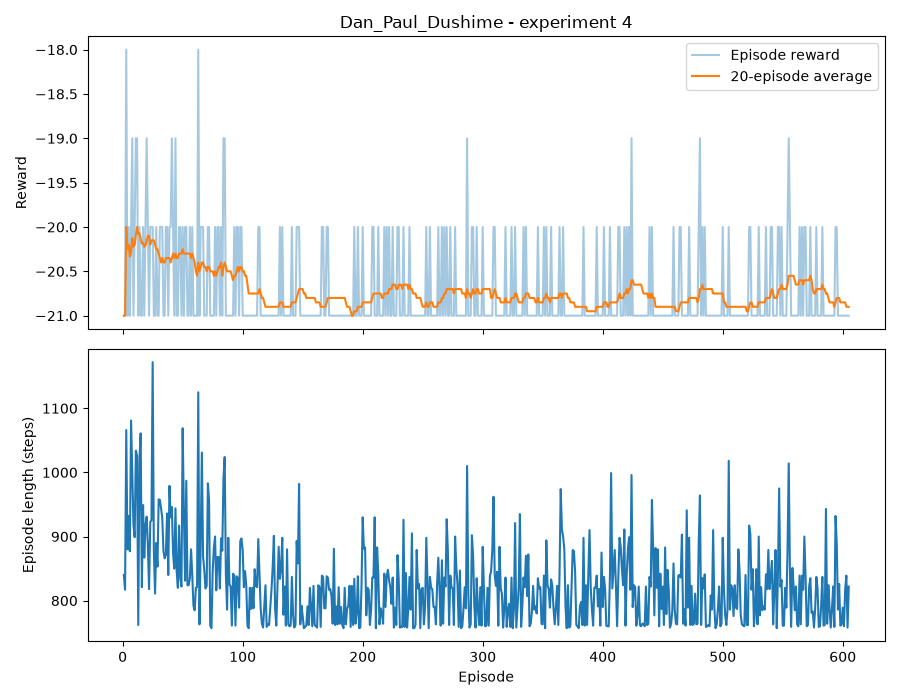 Dan_Paul_Dushime - experiment 4
Episode reward
20-episode average
Reward
−18.0
−18.5
−19.0
−19.5
−20.0
−20.5
−21.0
Episode length (steps)
1100
1000
900
800
0 100 200 300 400 500 600
Episode